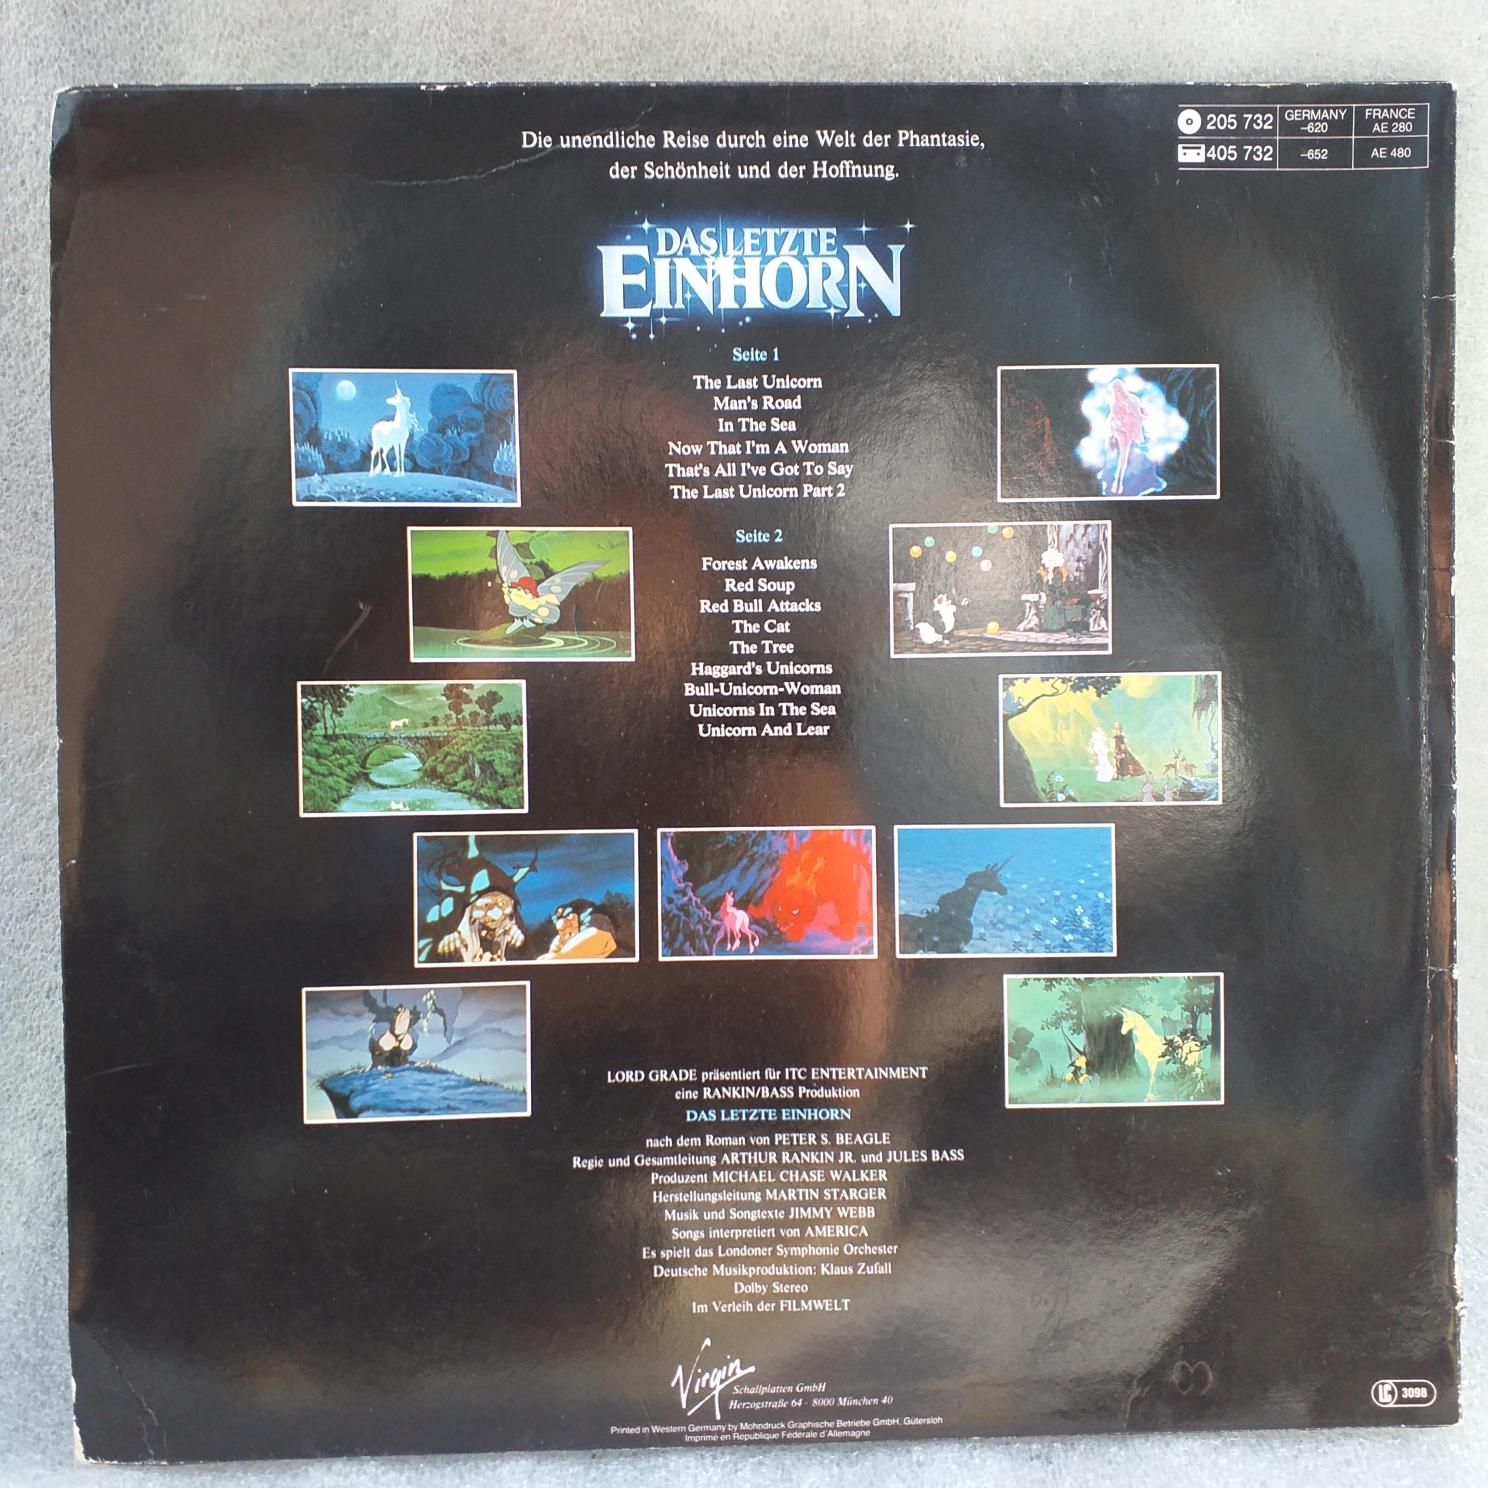 Die unendliche Reise durch eine Welt der Phantasie,
der Schönheit und der Hoffnung.
205 732 GERMANY –620 FRANCE AE 280
405 732 –652 AE 480
DAS LETZTE
EINHORN
Seite 1
The Last Unicorn
Man's Road
In The Sea
Now That I'm A Woman
That's All I've Got To Say
The Last Unicorn Part 2
Seite 2
Forest Awakens
Red Soup
Red Bull Attacks
The Cat
The Tree
Haggard's Unicorns
Bull-Unicorn-Woman
Unicorns In The Sea
Unicorn And Lear
LORD GRADE präsentiert für ITC ENTERTAINMENT
eine RANKIN/BASS Produktion
DAS LETZTE EINHORN
nach dem Roman von PETER S. BEAGLE
Regie und Gesamtleitung ARTHUR RANKIN JR. und JULES BASS
Produzent MICHAEL CHASE WALKER
Herstellungsleitung MARTIN STARGER
Musik und Songtexte JIMMY WEBB
Songs interpretiert von AMERICA
Es spielt das Londoner Symphonie Orchester
Deutsche Musikproduktion: Klaus Zufall
Dolby Stereo
Im Verleih der FILMWELT
Virgin
Schallplatten GmbH
Herzogstraße 64 · 8000 München 40
Printed in Western Germany by Mohndruck Graphische Betriebe GmbH, Gütersloh
Imprimé en République Fédérale d'Allemagne
LC 3098